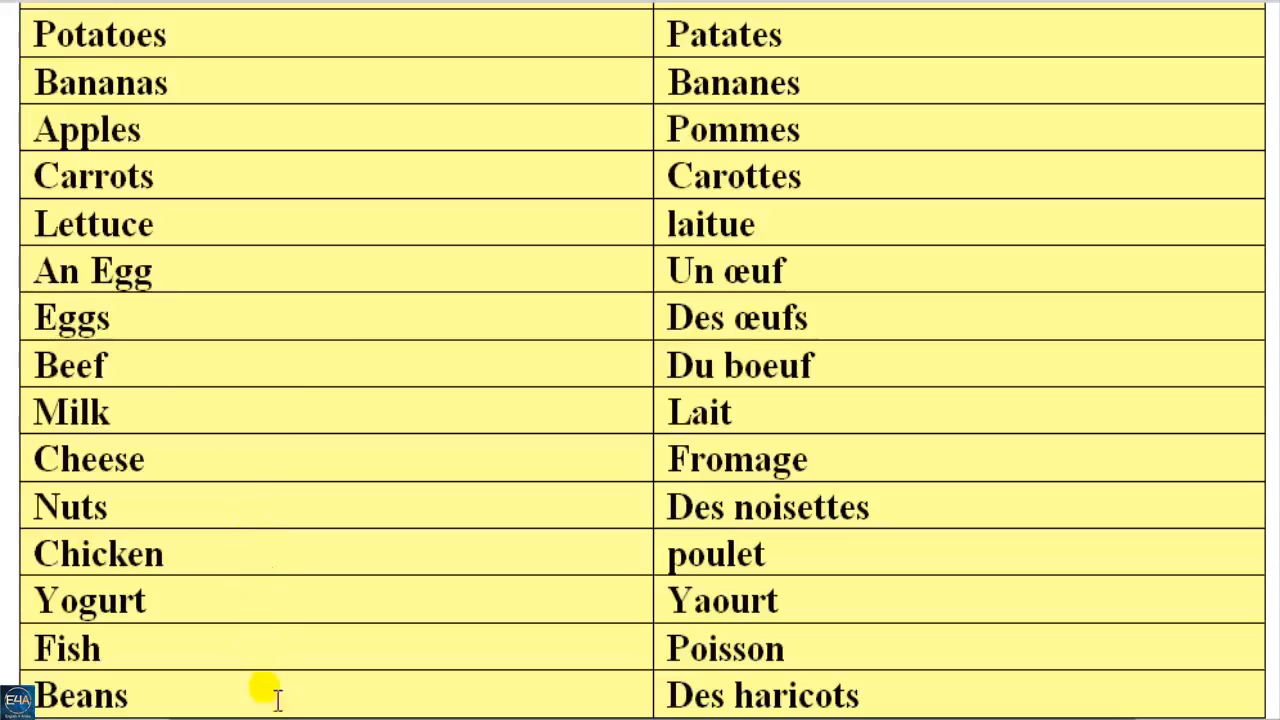 Potatoes Patates
Bananas Bananes
Apples Pommes
Carrots Carottes
Lettuce laitue
An Egg Un œuf
Eggs Des œufs
Beef Du boeuf
Milk Lait
Cheese Fromage
Nuts Des noisettes
Chicken poulet
Yogurt Yaourt
Fish Poisson
Beans Des haricots
E4A